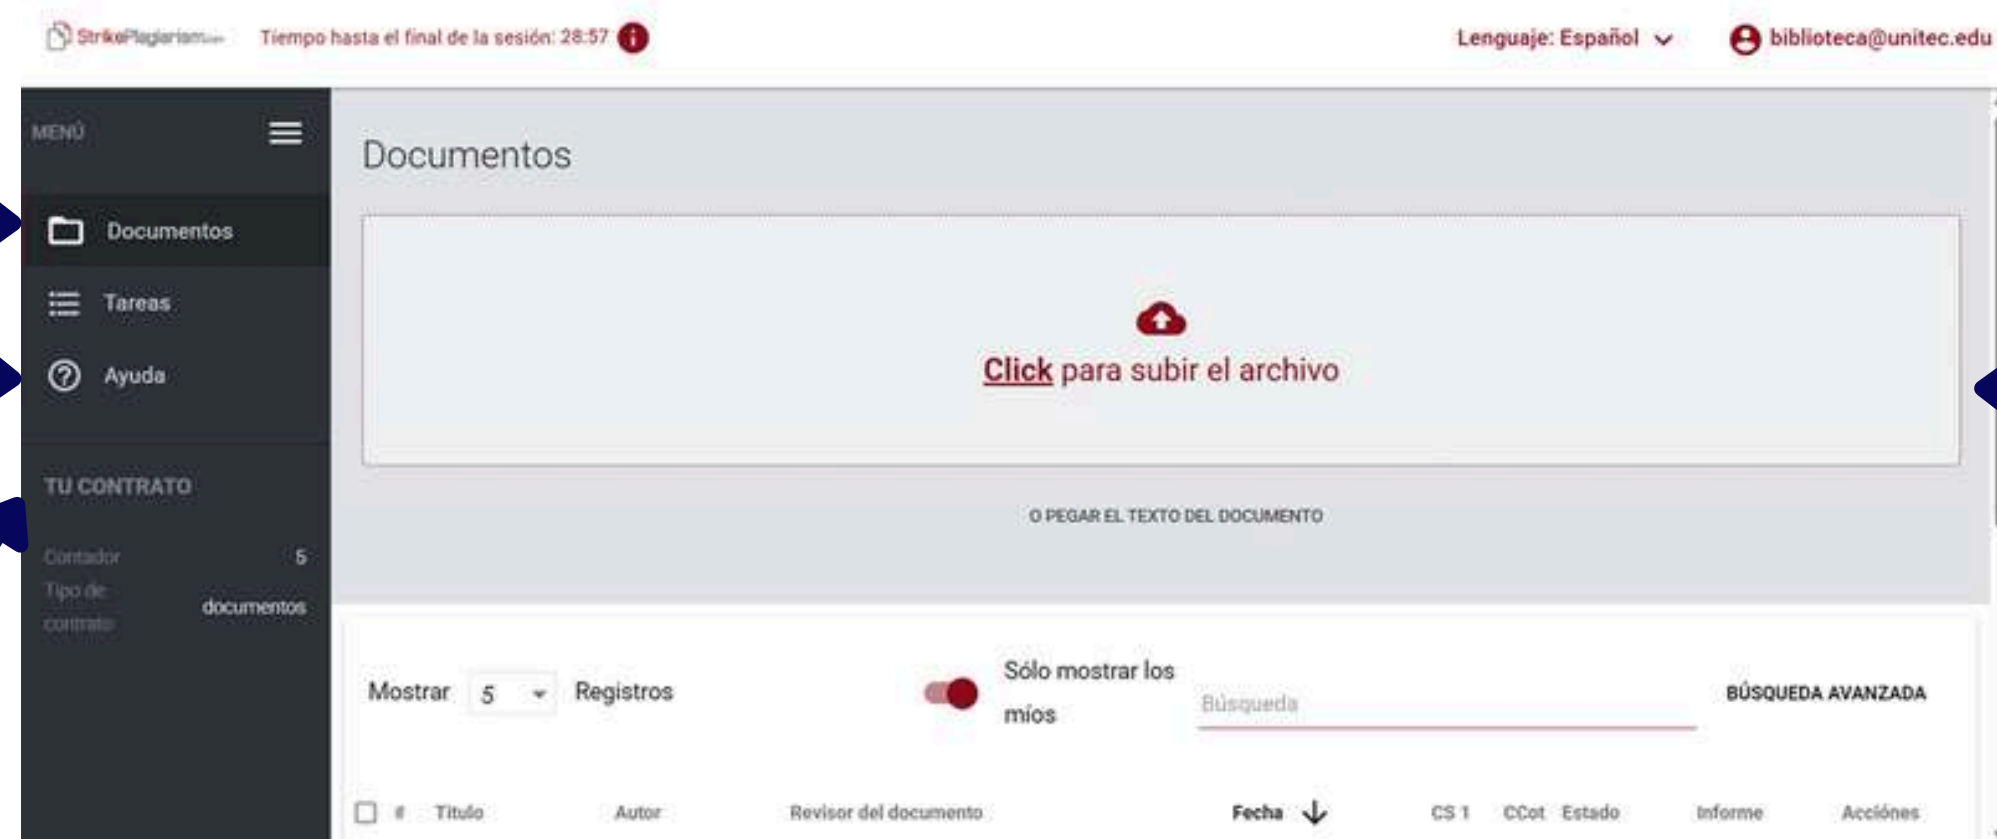 StrikePlagiarism.com Tiempo hasta el final de la sesión: 28:57 Lenguaje: Español biblioteca@unitec.edu
MENÚ
Documentos
Tareas
Ayuda
TU CONTRATO
Contador 5
Tipo de contrato documentos
Documentos
Click para subir el archivo
O PEGAR EL TEXTO DEL DOCUMENTO
Mostrar 5 Registros
Sólo mostrar los
míos
Búsqueda
BÚSQUEDA AVANZADA
# Título Autor Revisor del documento Fecha CS 1 CCot Estado Informe Acciónes